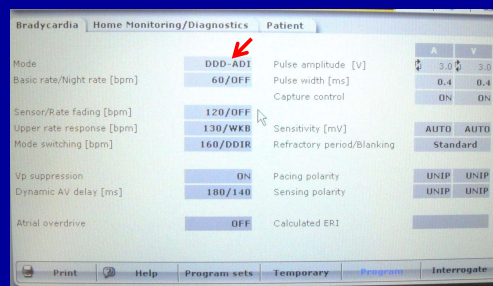 Bradycardia Home Monitoring/Diagnostics Patient
A V
Mode DDD-ADI Pulse amplitude [V] 3.0 3.0
Basic rate/Night rate [bpm] 60/OFF Pulse width [ms] 0.4 0.4
Capture control ON ON
Sensor/Rate fading [bpm] 120/OFF
Upper rate response [bpm] 130/WKB Sensitivity [mV] AUTO AUTO
Mode switching [bpm] 160/DDIR Refractory period/Blanking Standard
Vp suppression ON Pacing polarity UNIP UNIP
Dynamic AV delay [ms] 180/140 Sensing polarity UNIP UNIP
Atrial overdrive OFF Calculated ERI
Print Help Program sets Temporary Program Interrogate